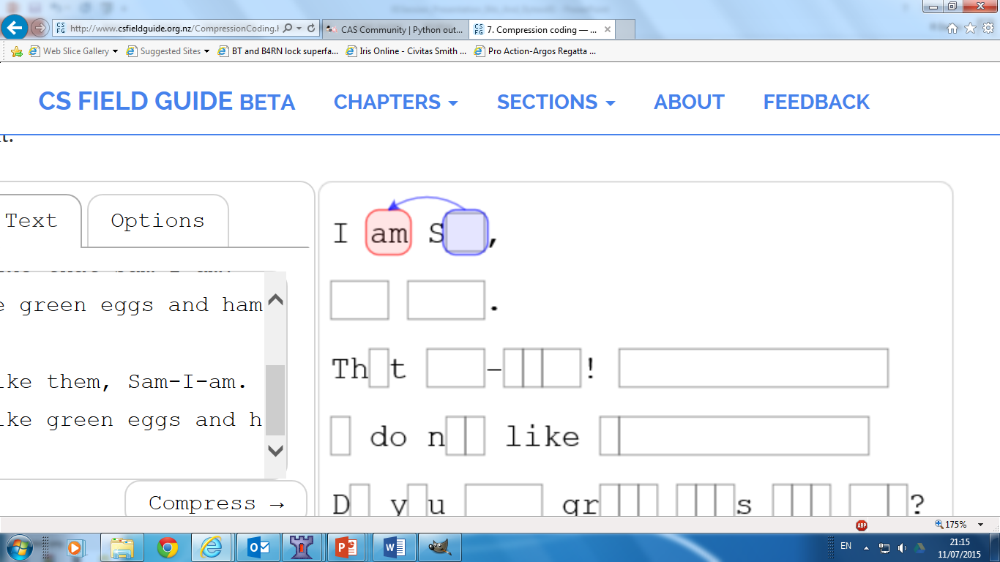 http://www.csfieldguide.org.nz/CompressionCoding.h
CAS Community | Python out...
7. Compression coding — ...
Web Slice Gallery
Suggested Sites
BT and B4RN lock superfa...
Iris Online - Civitas Smith ...
Pro Action-Argos Regatta ...
CS FIELD GUIDE BETA
CHAPTERS
SECTIONS
ABOUT
FEEDBACK
t.
Text
Options
e green eggs and ham
ike them, Sam-I-am.
ike green eggs and h
Compress →
I am S ,
.
Th t - !
do n like
D y u gr s ?
ABP
175%
EN
21:15
11/07/2015